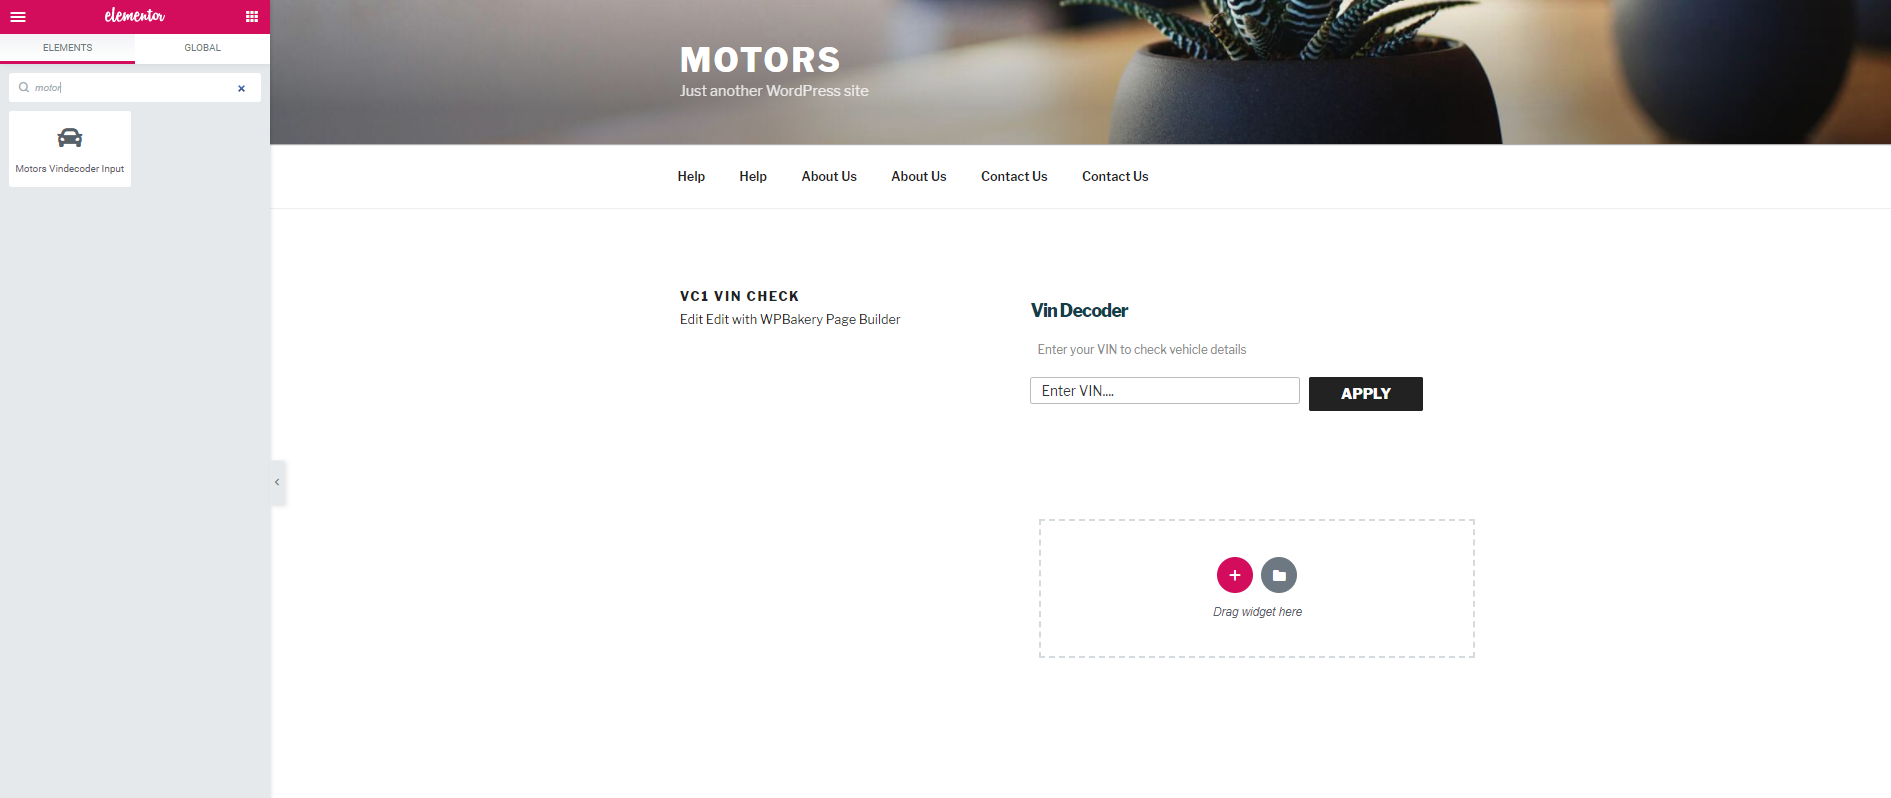 elementor
ELEMENTS
GLOBAL
motor
Motors Vindecoder Input
MOTORS
Just another WordPress site
Help
Help
About Us
About Us
Contact Us
Contact Us
VC1 VIN CHECK
Edit Edit with WPBakery Page Builder
Vin Decoder
Enter your VIN to check vehicle details
Enter VIN....
APPLY
Drag widget here